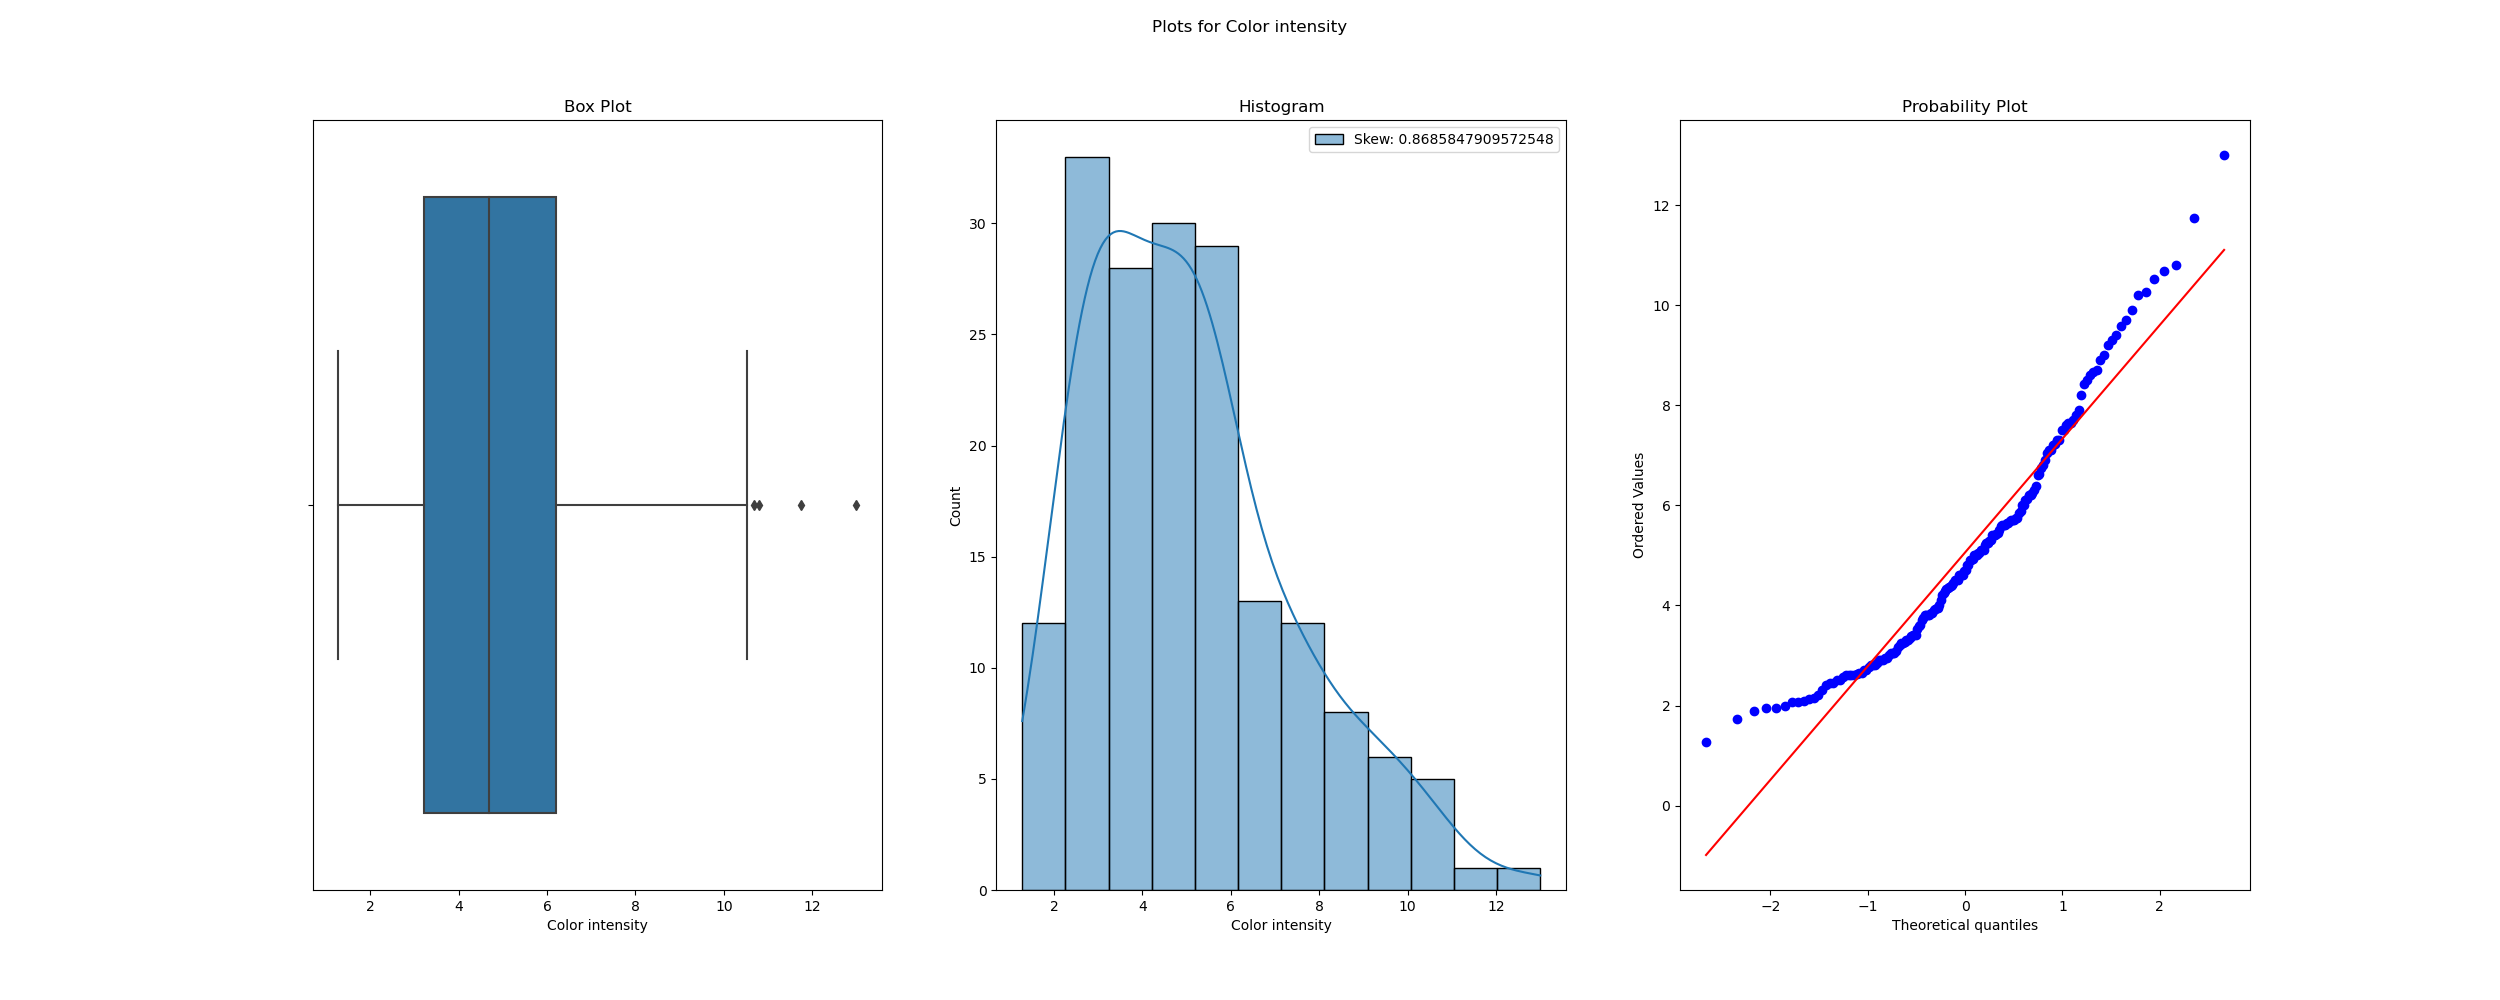 Plots for Color intensity
Box Plot
2 4 6 8 10 12
Color intensity
Histogram
Skew: 0.8685847909572548
30
25
20
15
10
5
0
Count
2 4 6 8 10 12
Color intensity
Probability Plot
12
10
8
6
4
2
0
Ordered Values
−2 −1 0 1 2
Theoretical quantiles